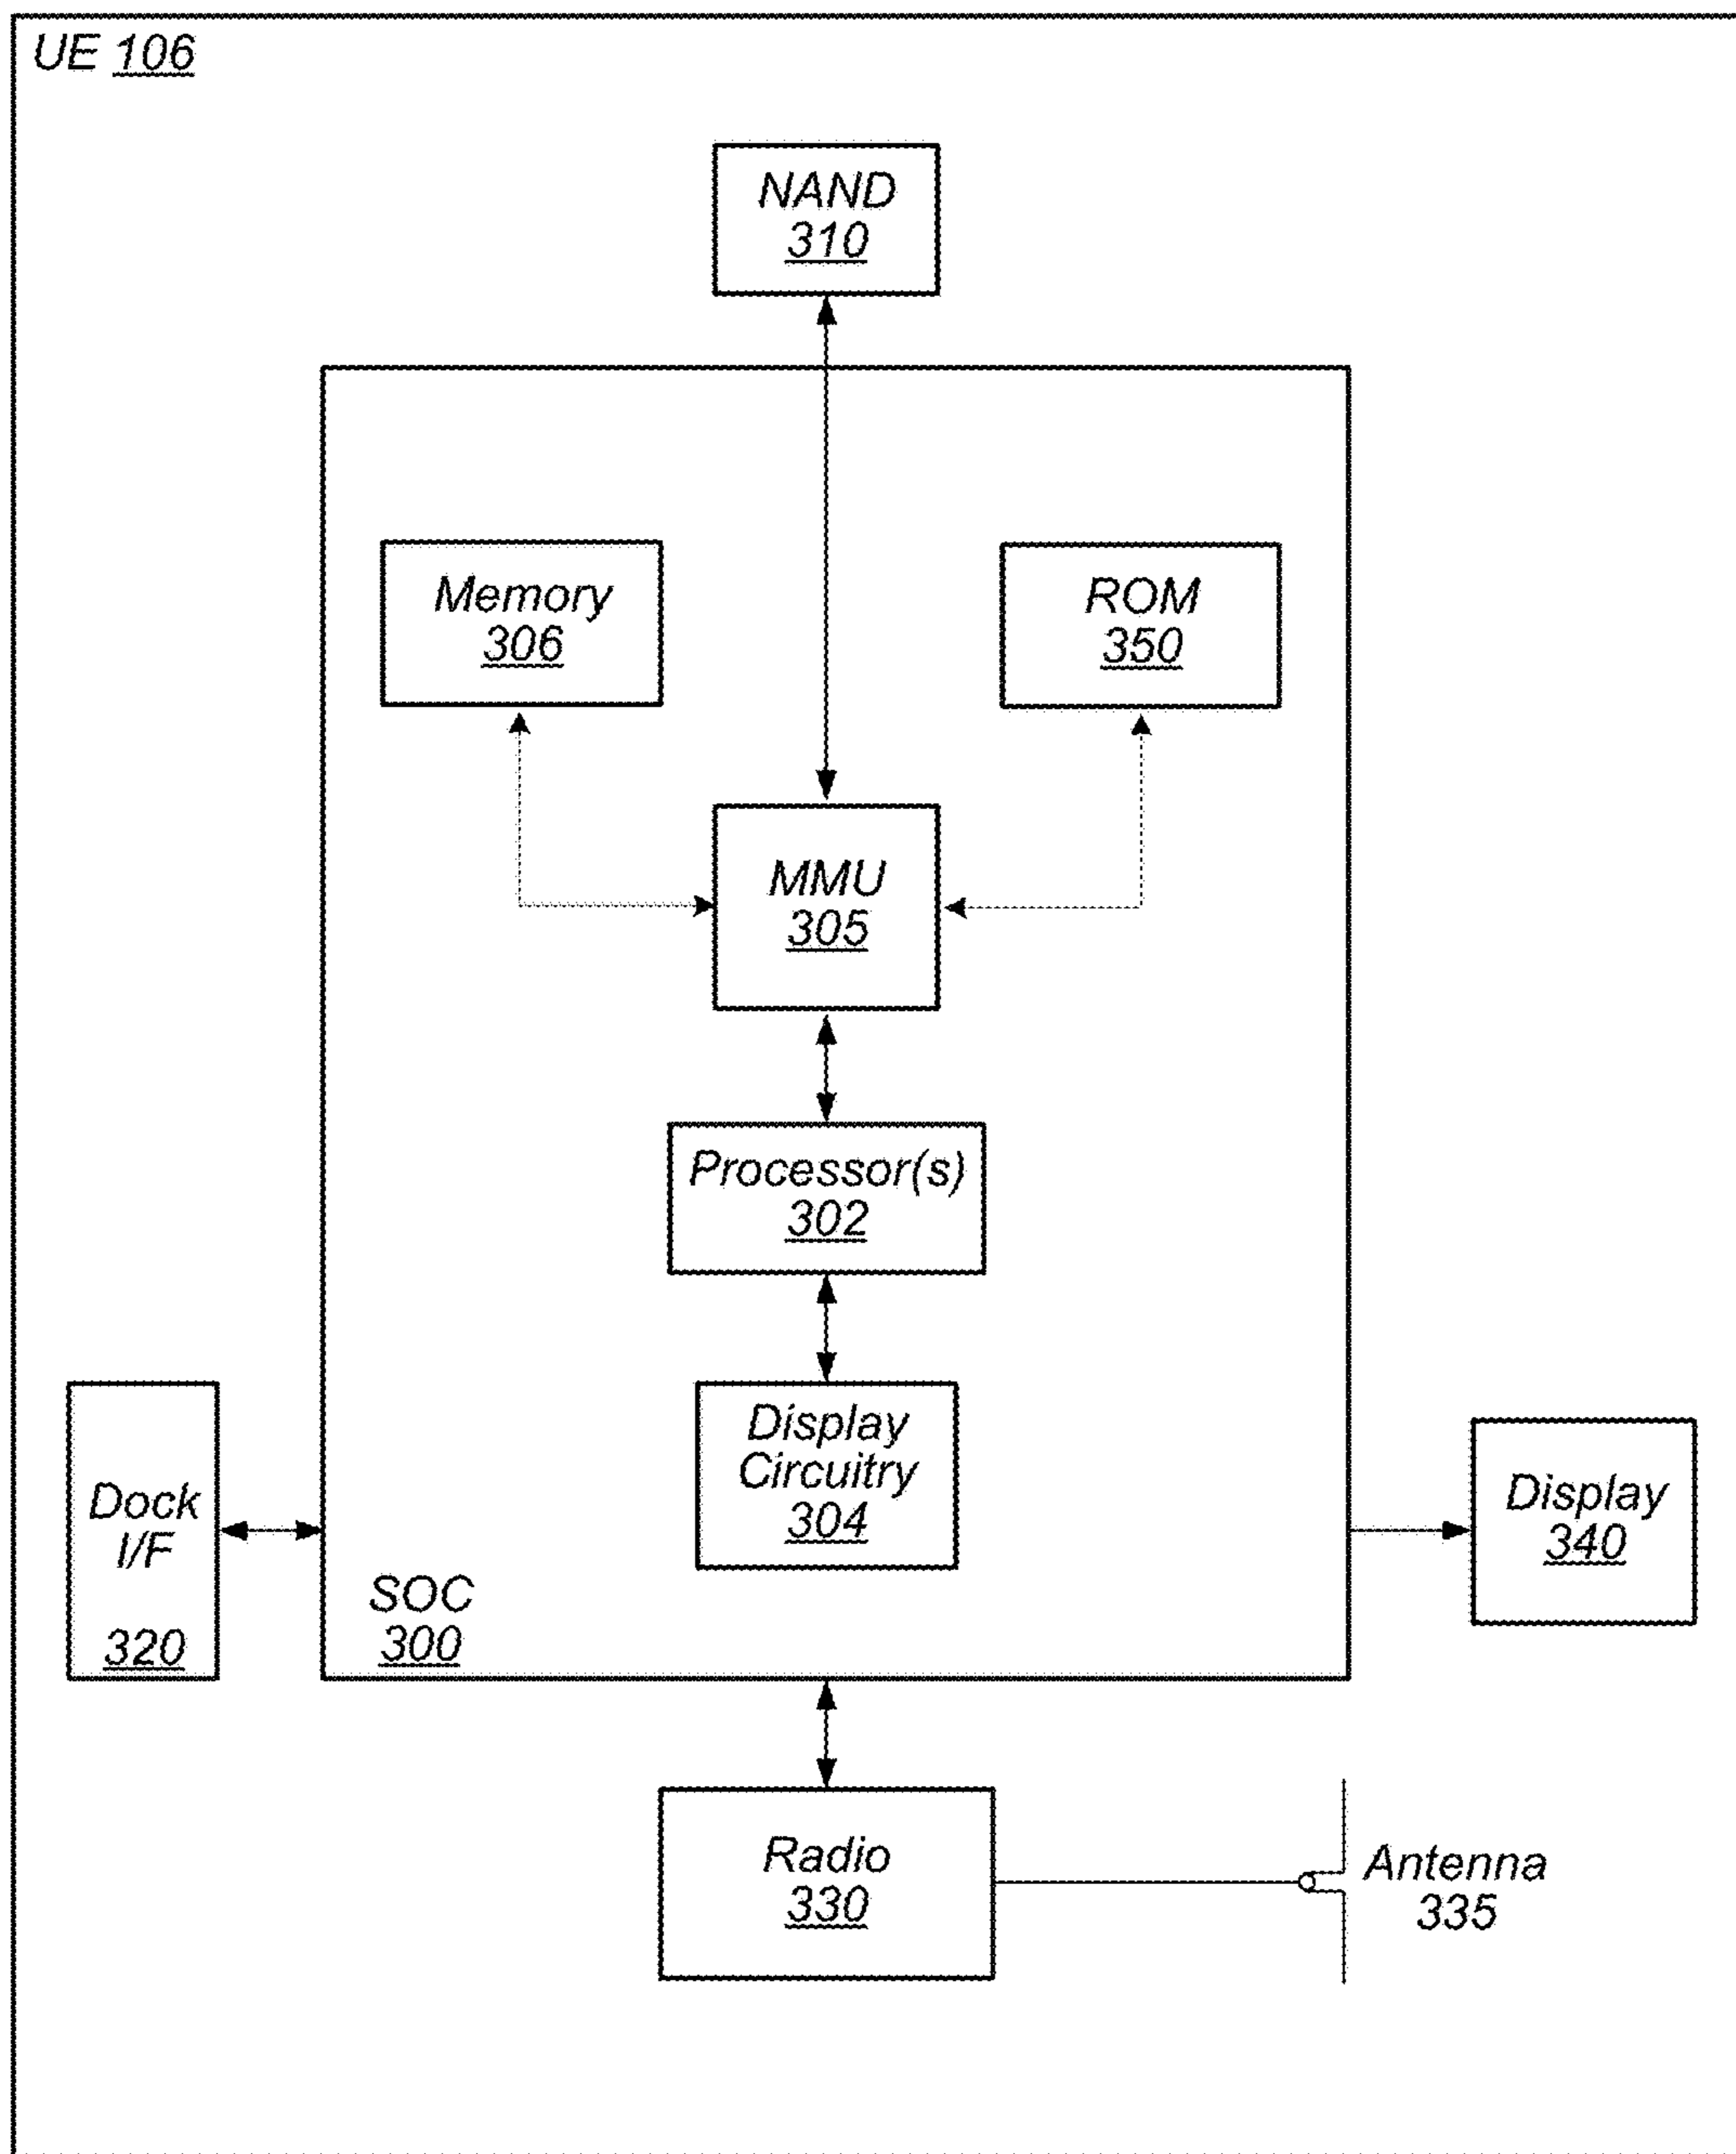 UE 106
NAND
310
Memory
306
ROM
350
MMU
305
Processor(s)
302
Display
Circuitry
304
Dock
I/F
320
SOC
300
Display
340
Radio
330
Antenna
335